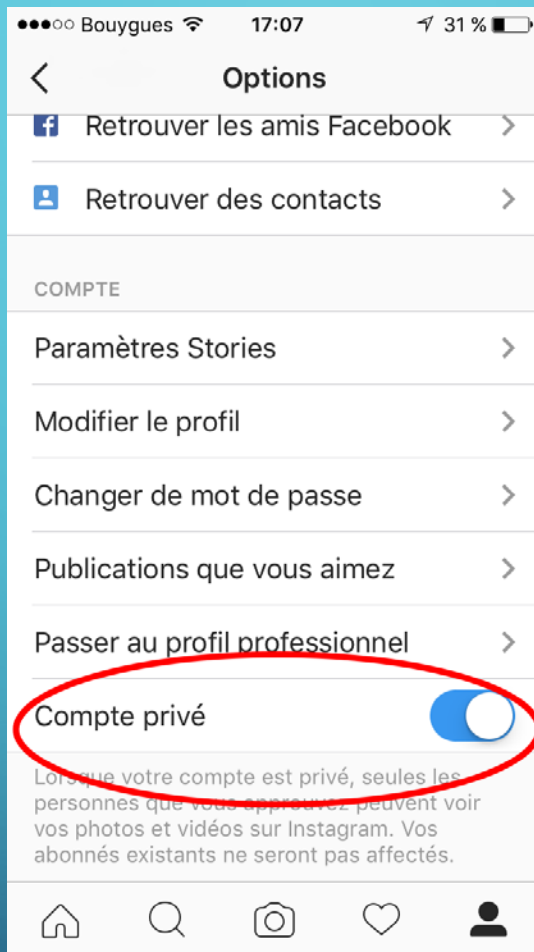 Bouygues 17:07 31 %
Options
Retrouver les amis Facebook
Retrouver des contacts
COMPTE
Paramètres Stories
Modifier le profil
Changer de mot de passe
Publications que vous aimez
Passer au profil professionnel
Compte privé
Lorsque votre compte est privé, seules les
personnes que vous approuvez peuvent voir
vos photos et vidéos sur Instagram. Vos
abonnés existants ne seront pas affectés.